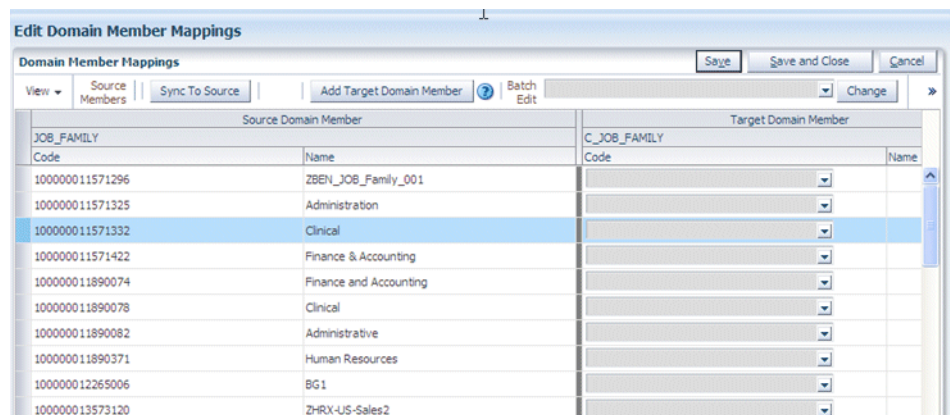 Edit Domain Member Mappings
Domain Member Mappings
Save
Save and Close
Cancel
View
Source Members
Sync To Source
Add Target Domain Member
?
Batch Edit
Change
»
Source Domain Member
Target Domain Member
JOB_FAMILY
C_JOB_FAMILY
Code Name Code Name
100000011571296 ZBEN_JOB_Family_001
100000011571325 Administration
100000011571332 Clinical
100000011571422 Finance & Accounting
100000011890074 Finance and Accounting
100000011890078 Clinical
100000011890082 Administrative
100000011890371 Human Resources
100000012265006 BG1
100000013573120 ZHRX-US-Sales2